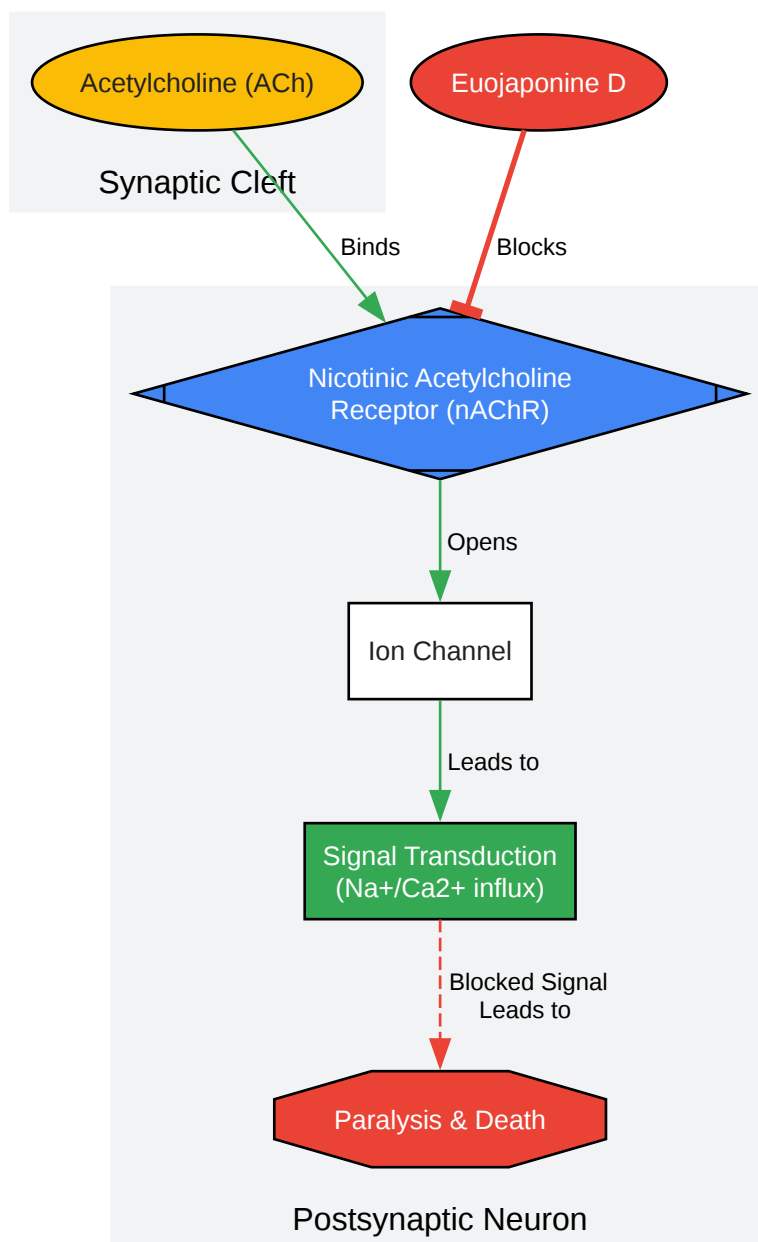 Acetylcholine (ACh)
Euojaponine D
Synaptic Cleft
Binds
Blocks
Nicotinic Acetylcholine
Receptor (nAChR)
Opens
Ion Channel
Leads to
Signal Transduction
(Na+/Ca2+ influx)
Blocked Signal
Leads to
Paralysis & Death
Postsynaptic Neuron